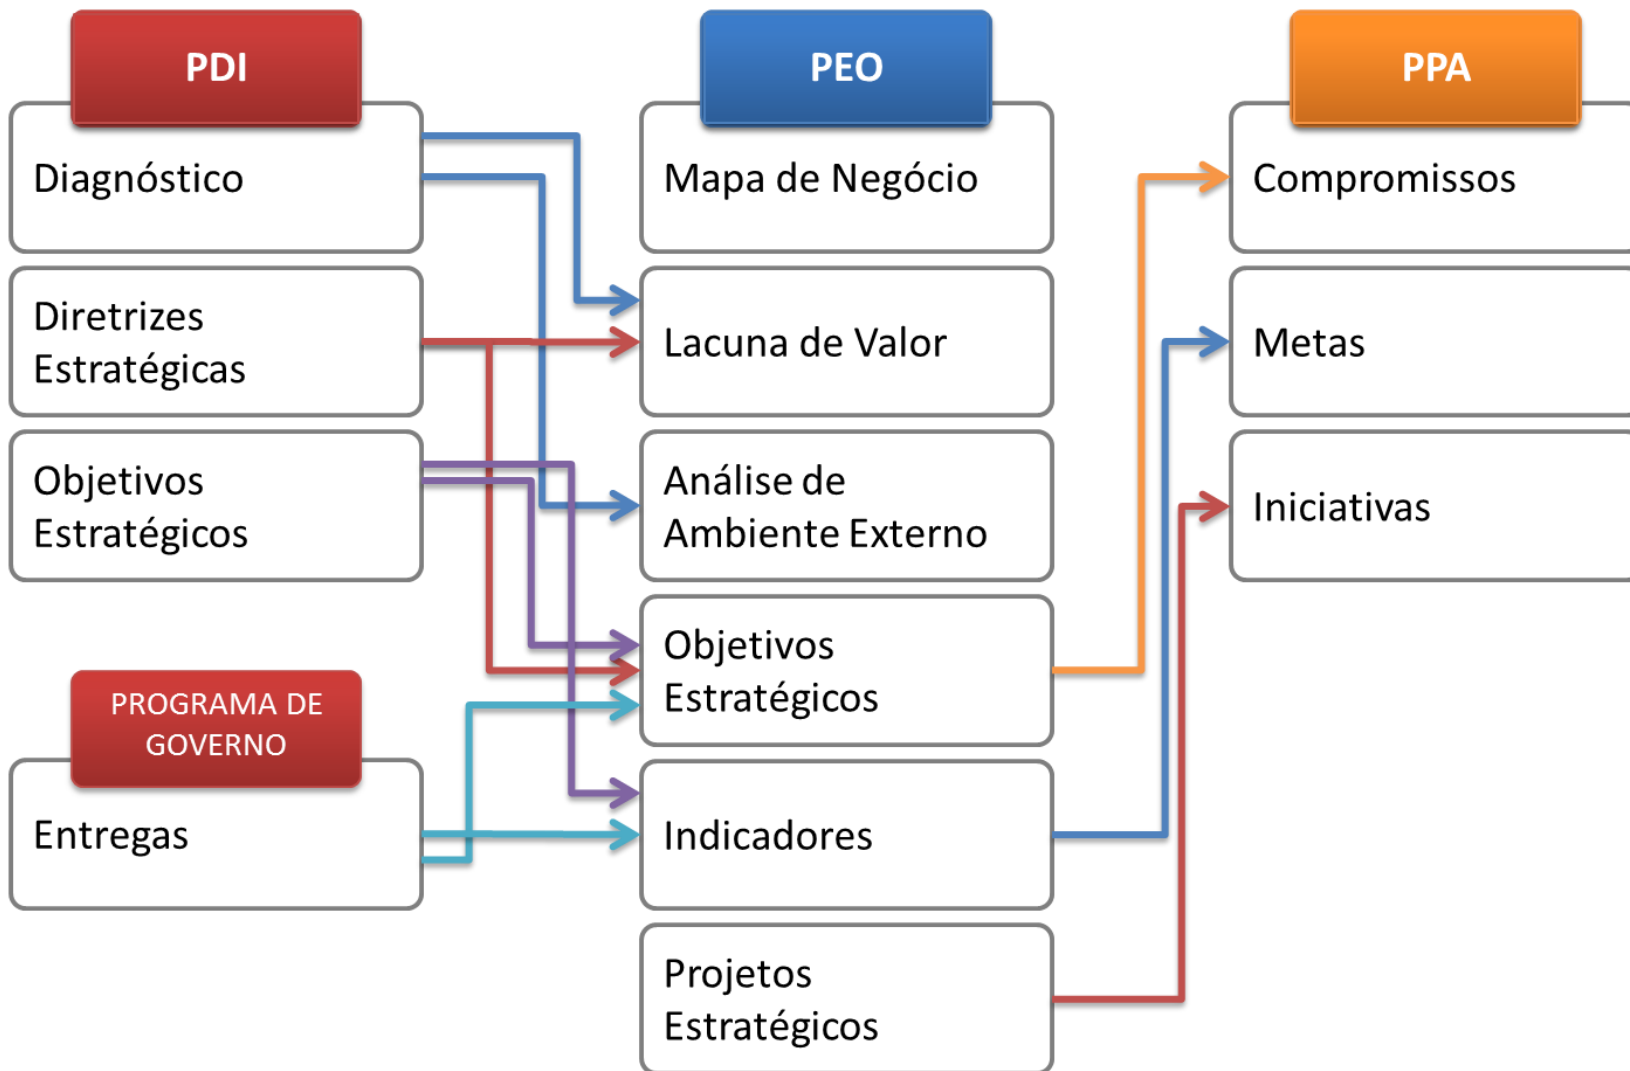 PDI
Diagnóstico
Diretrizes
Estratégicas
Objetivos
Estratégicos
PROGRAMA DE
GOVERNO
Entregas
PEO
Mapa de Negócio
Lacuna de Valor
Análise de
Ambiente Externo
Objetivos
Estratégicos
Indicadores
Projetos
Estratégicos
PPA
Compromissos
Metas
Iniciativas